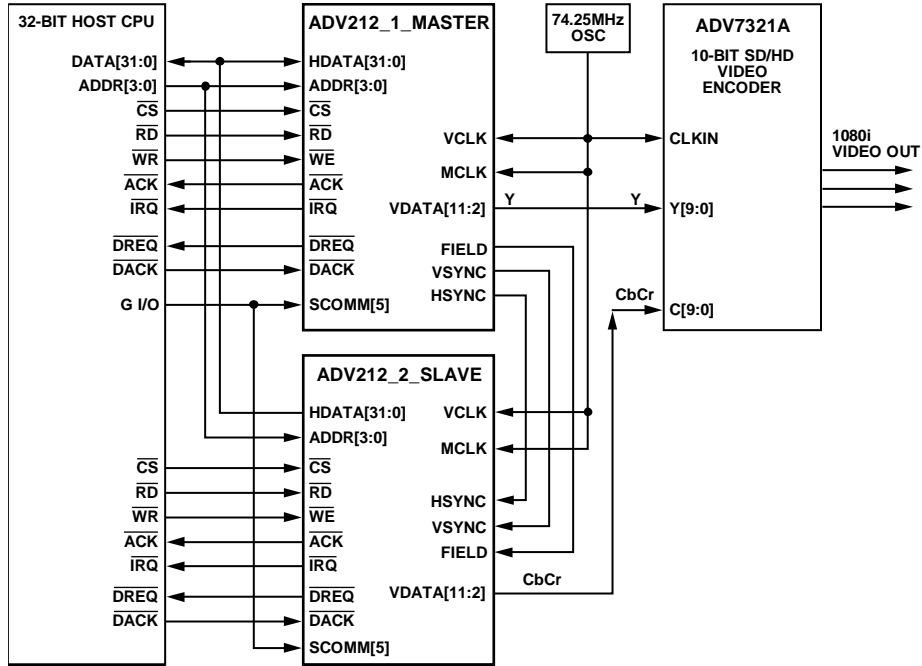 32-BIT HOST CPU
DATA[31:0]
ADDR[3:0]
CS
RD
WR
ACK
IRQ
DREQ
DACK
G I/O
CS
RD
WR
ACK
IRQ
DREQ
DACK
ADV212_1_MASTER
HDATA[31:0]
ADDR[3:0]
CS
RD
WE
ACK
IRQ
DREQ
DACK
SCOMM[5]
VCLK
MCLK
VDATA[11:2]
FIELD
VSYNC
HSYNC
ADV212_2_SLAVE
HDATA[31:0]
ADDR[3:0]
CS
RD
WE
ACK
IRQ
DREQ
DACK
SCOMM[5]
VCLK
MCLK
HSYNC
VSYNC
FIELD
VDATA[11:2]
74.25MHz
OSC
Y
Y
CbCr
CbCr
ADV7321A
10-BIT SD/HD
VIDEO
ENCODER
CLKIN
Y[9:0]
C[9:0]
1080i
VIDEO OUT